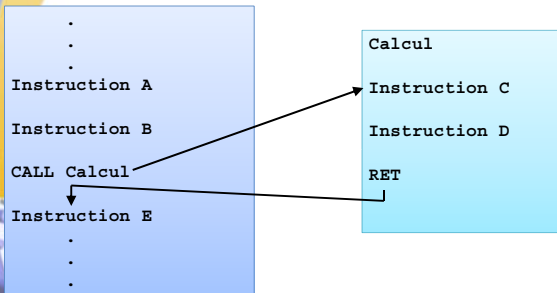 .
.
.
Instruction A
Instruction B
CALL Calcul
Instruction E
.
.
.
Calcul
Instruction C
Instruction D
RET